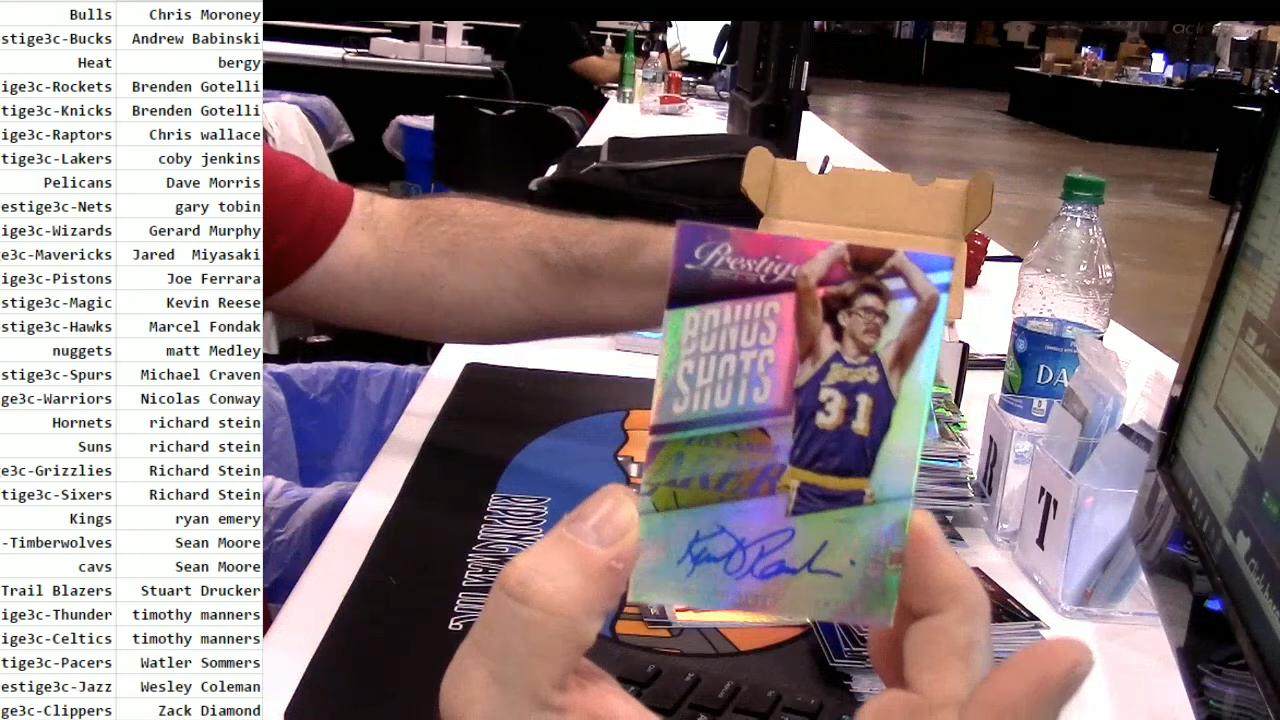 Bulls Chris Moroney
stige3c-Bucks Andrew Babinski
Heat bergy
ige3c-Rockets Brenden Gotelli
ige3c-Knicks Brenden Gotelli
ige3c-Raptors Chris wallace
tige3c-Lakers coby jenkins
Pelicans Dave Morris
estige3c-Nets gary tobin
ige3c-Wizards Gerard Murphy
3c-Mavericks Jared Miyasaki
ige3c-Pistons Joe Ferrara
stige3c-Magic Kevin Reese
stige3c-Hawks Marcel Fondak
nuggets matt Medley
stige3c-Spurs Michael Craven
ge3c-Warriors Nicolas Conway
Hornets richard stein
Suns richard stein
e3c-Grizzlies Richard Stein
tige3c-Sixers Richard Stein
Kings ryan emery
-Timberwolves Sean Moore
cavs Sean Moore
Trail Blazers Stuart Drucker
ige3c-Thunder timothy manners
ige3c-Celtics timothy manners
tige3c-Pacers Watler Sommers
estige3c-Jazz Wesley Coleman
ge3c-Clippers Zack Diamond
Prestige
BONUS
SHOTS
31
DA
R
T